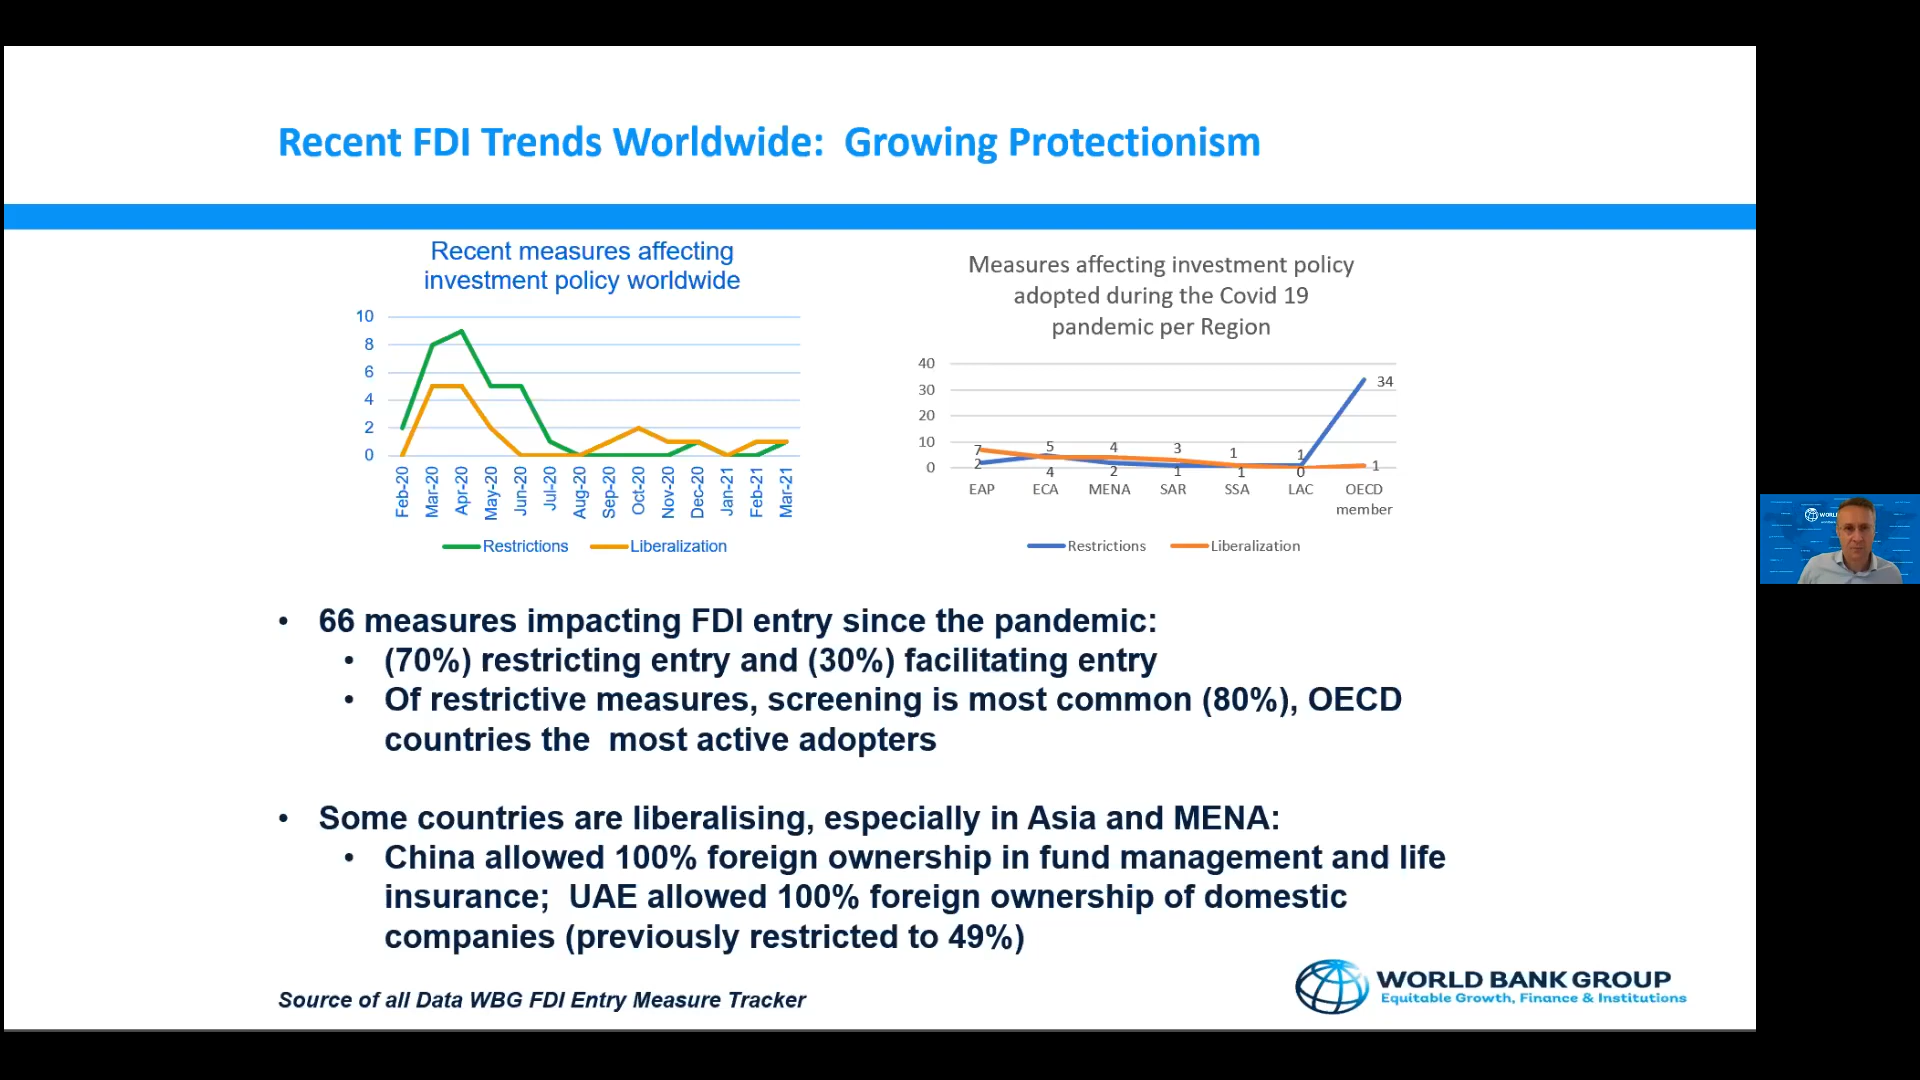 Recent FDI Trends Worldwide:  Growing Protectionism
Recent measures affecting
investment policy worldwide
10
8
6
4
2
0
Feb-20
Mar-20
Apr-20
May-20
Jun-20
Jul-20
Aug-20
Sep-20
Oct-20
Nov-20
Dec-20
Jan-21
Feb-21
Mar-21
Restrictions
Liberalization
Measures affecting investment policy
adopted during the Covid 19
pandemic per Region
40
30
20
10
0
7 5 4 3 1 1 34
2 4 2 1 1 0 1
EAP ECA MENA SAR SSA LAC OECD
member
Restrictions
Liberalization
• 66 measures impacting FDI entry since the pandemic:
• (70%) restricting entry and (30%) facilitating entry
• Of restrictive measures, screening is most common (80%), OECD
countries the  most active adopters
• Some countries are liberalising, especially in Asia and MENA:
• China allowed 100% foreign ownership in fund management and life
insurance;  UAE allowed 100% foreign ownership of domestic
companies (previously restricted to 49%)
Source of all Data WBG FDI Entry Measure Tracker
WORLD BANK GROUP
Equitable Growth, Finance & Institutions